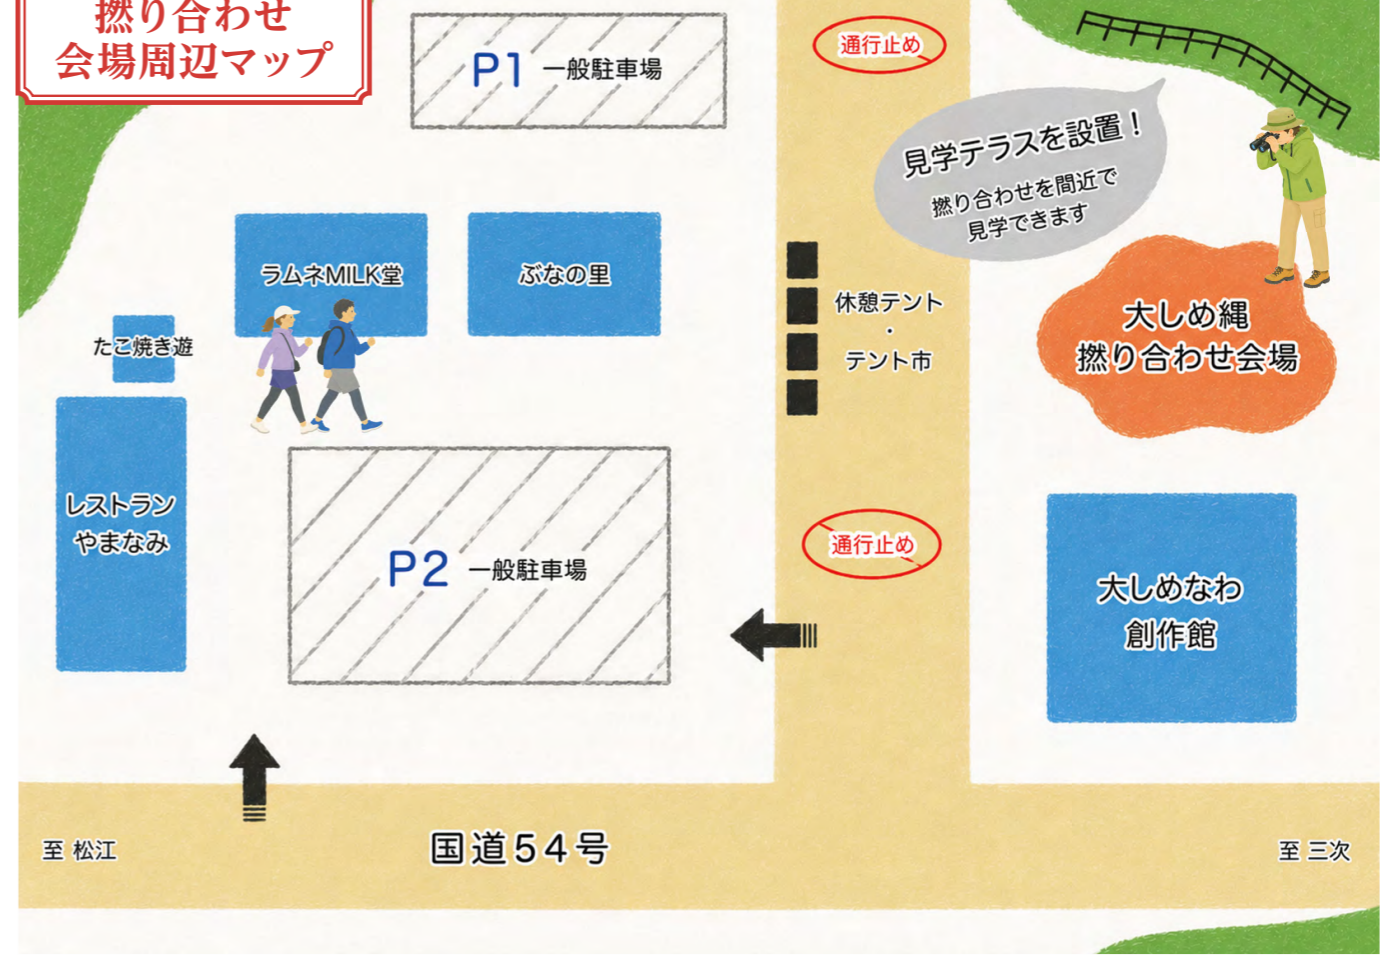 撚り合わせ
会場周辺マップ
P1 一般駐車場
通行止め
見学テラスを設置！
撚り合わせを間近で
見学できます
ラムネMILK堂
ぶなの里
休憩テント
・
テント市
大しめ縄
撚り合わせ会場
たこ焼き遊
レストラン
やまなみ
P2 一般駐車場
通行止め
大しめなわ
創作館
至 松江
国道54号
至 三次